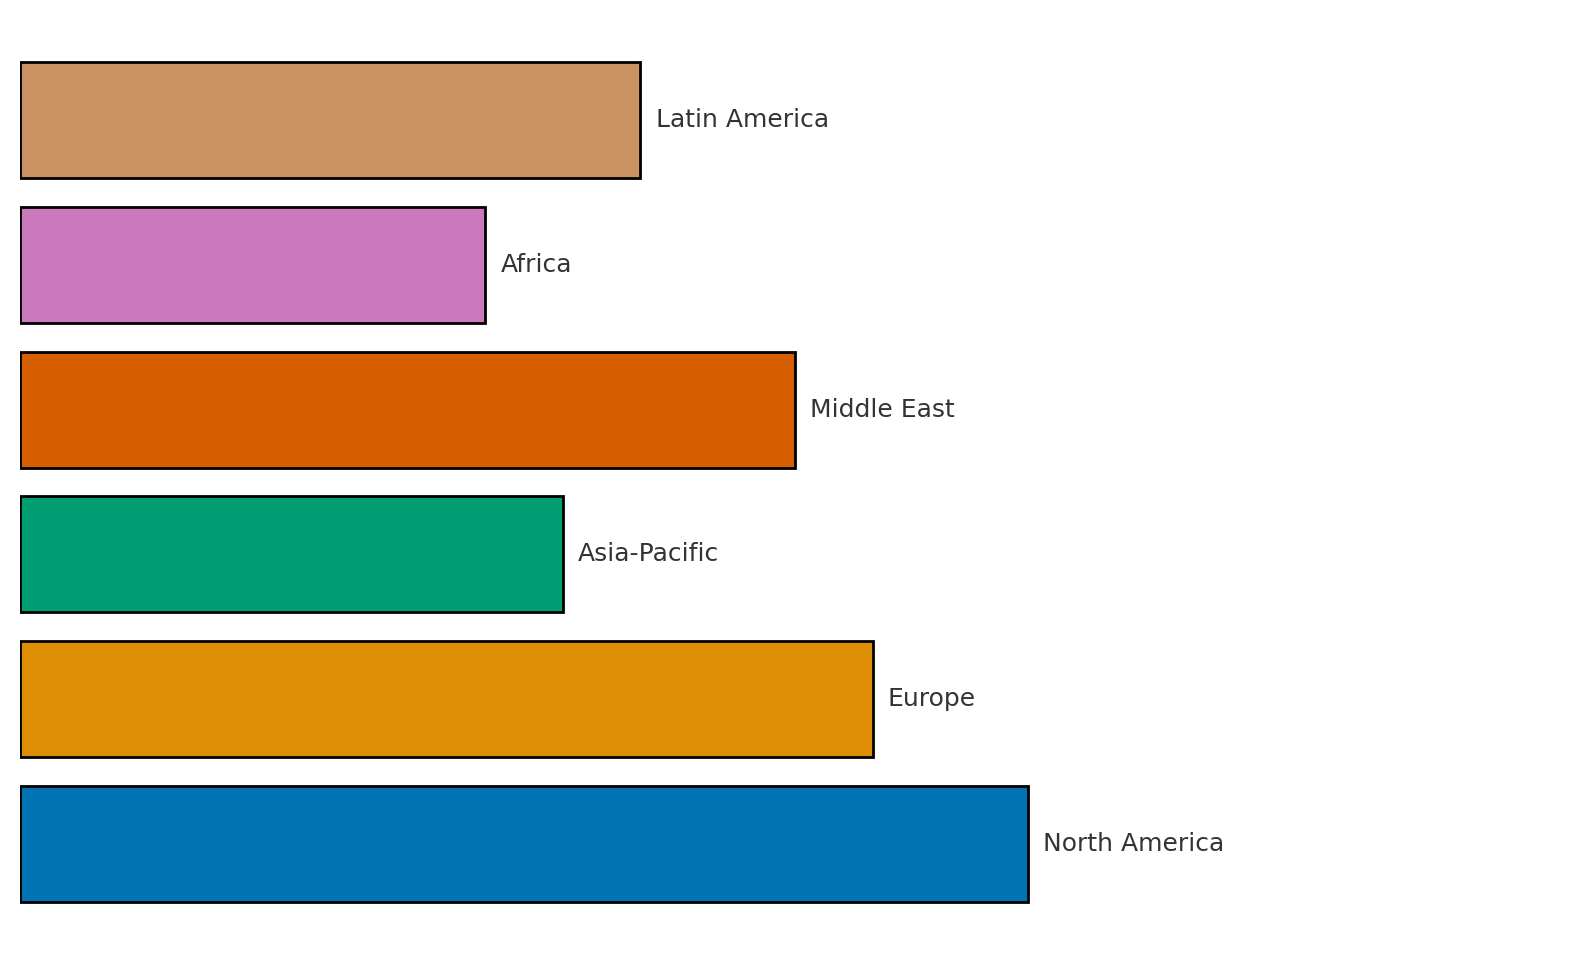 Latin America
Africa
Middle East
Asia-Pacific
Europe
North America